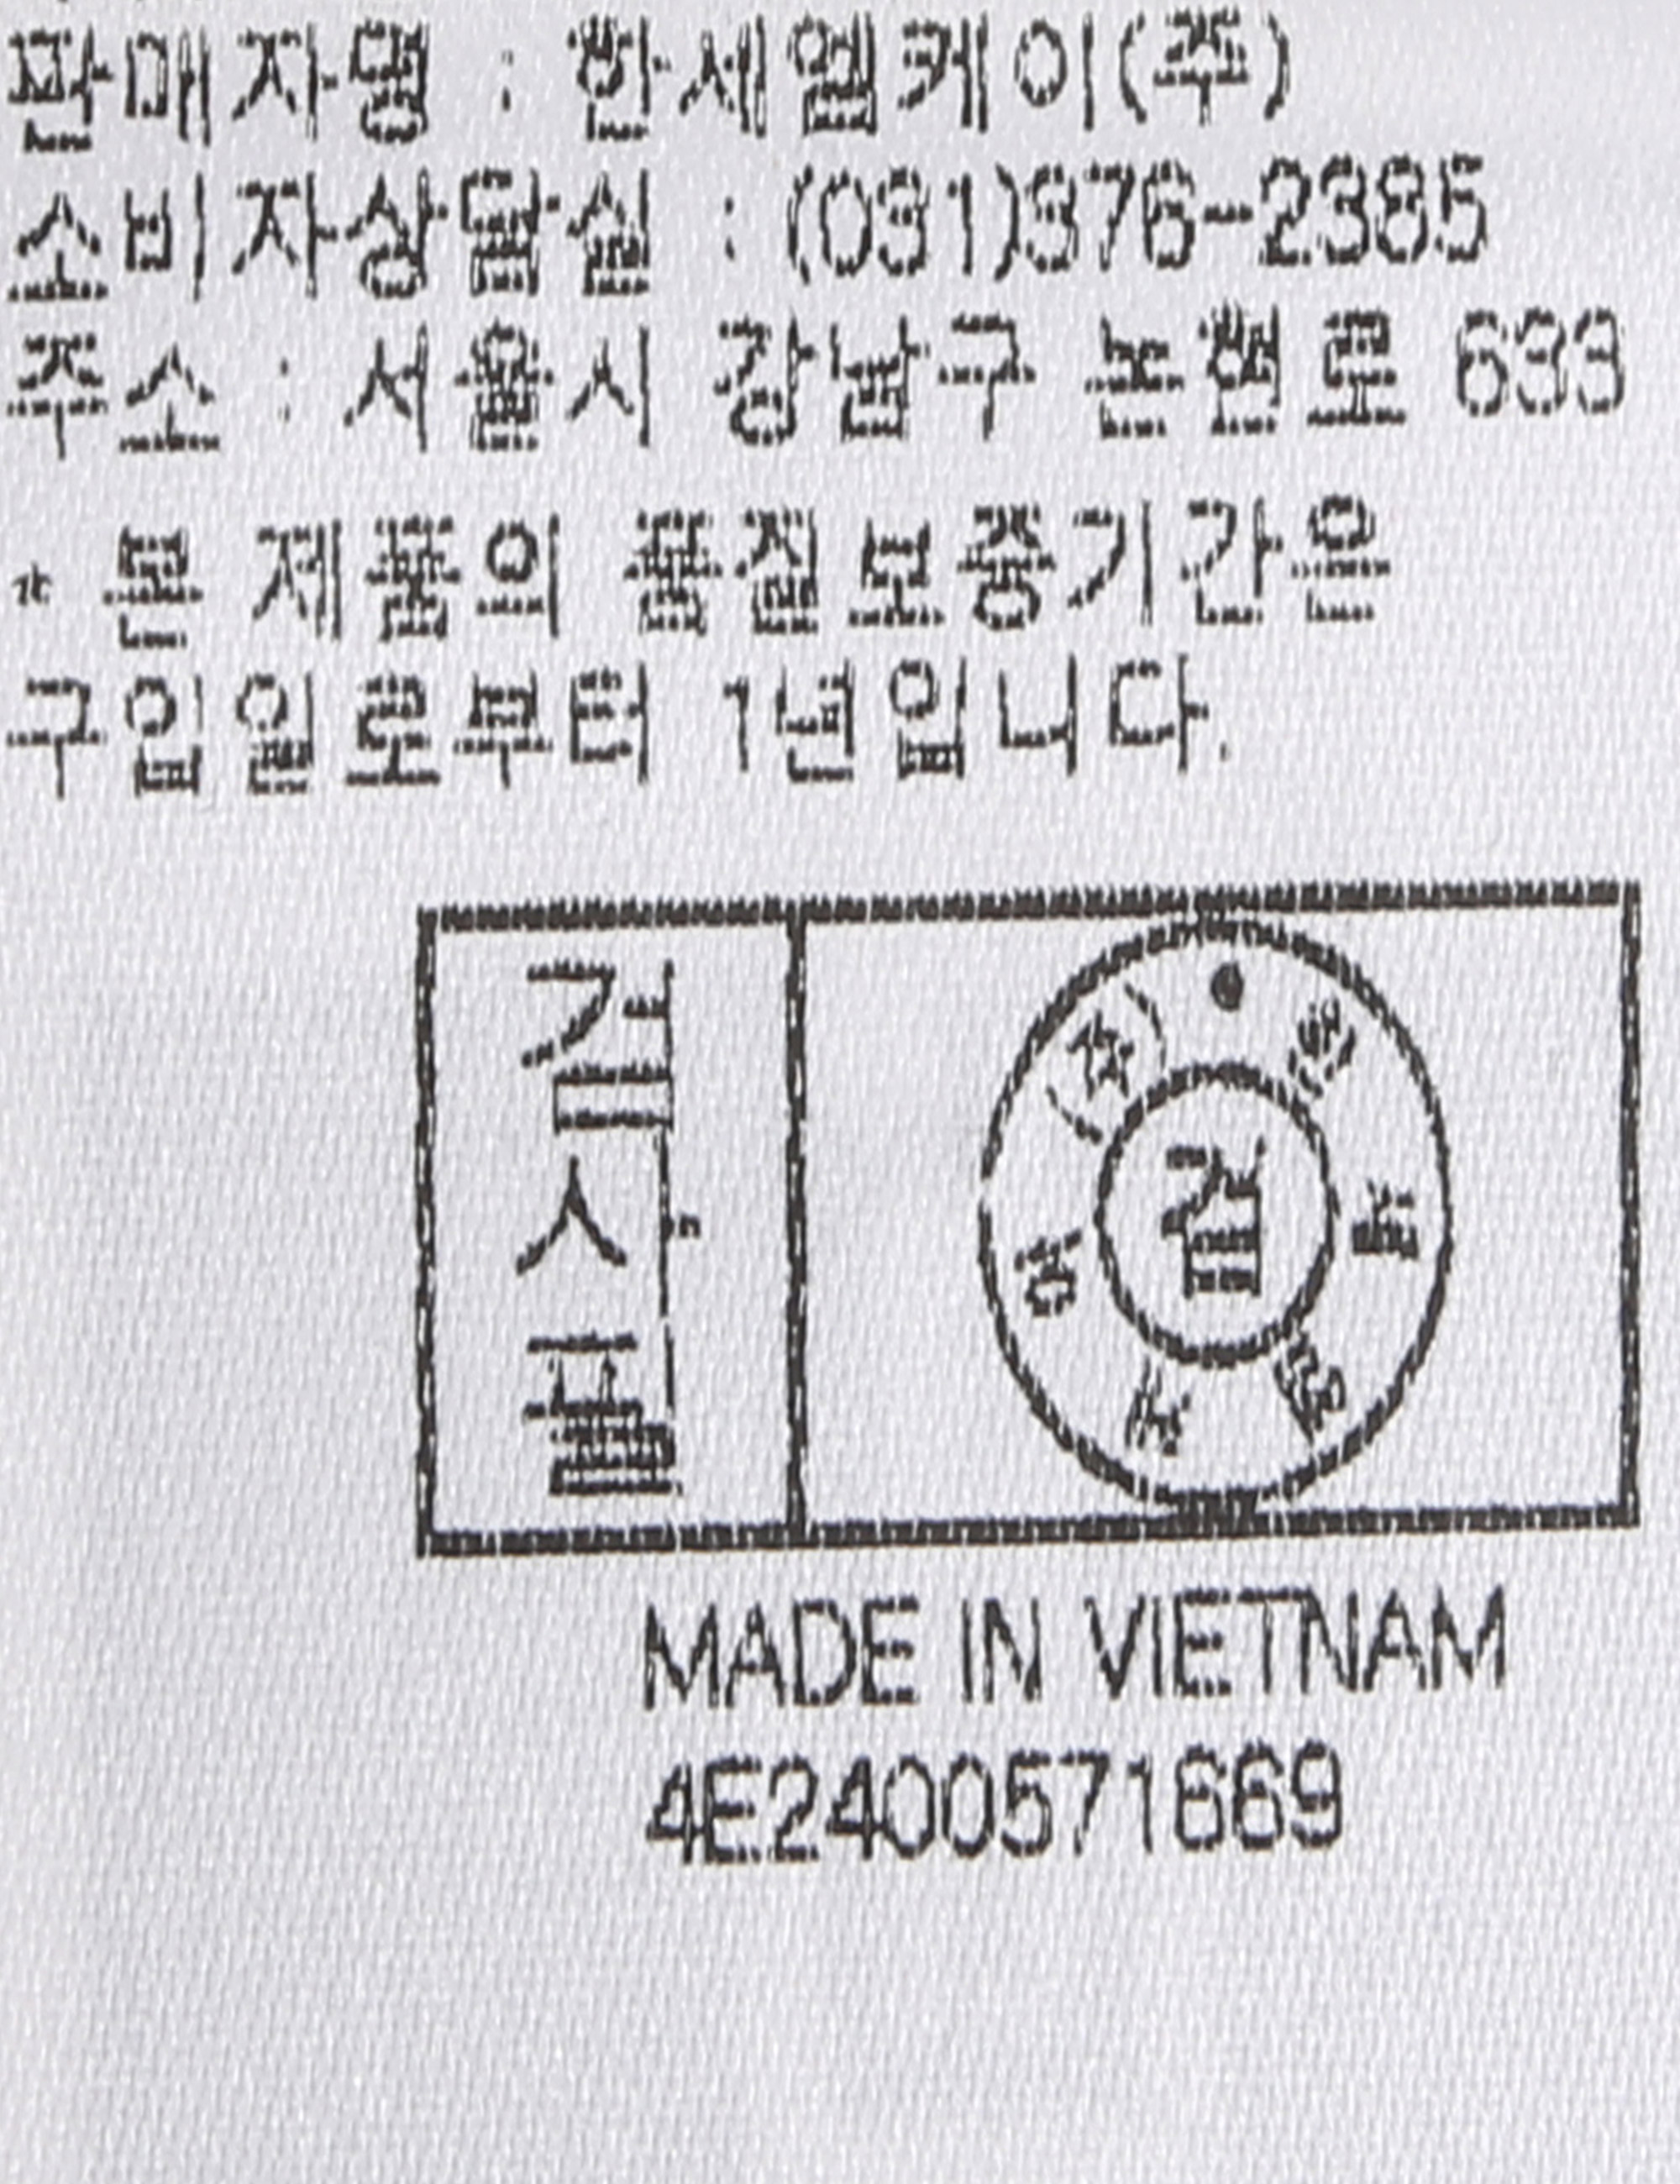 판매자명 : 한세엠케이(주)
소비자상담실 : (031)376-2385
주소 : 서울시 강남구 논현로 633
* 본 제품의 품질보증기간은
구입일로부터 1년입니다.
검사필
검
MADE IN VIETNAM
4E2400571669